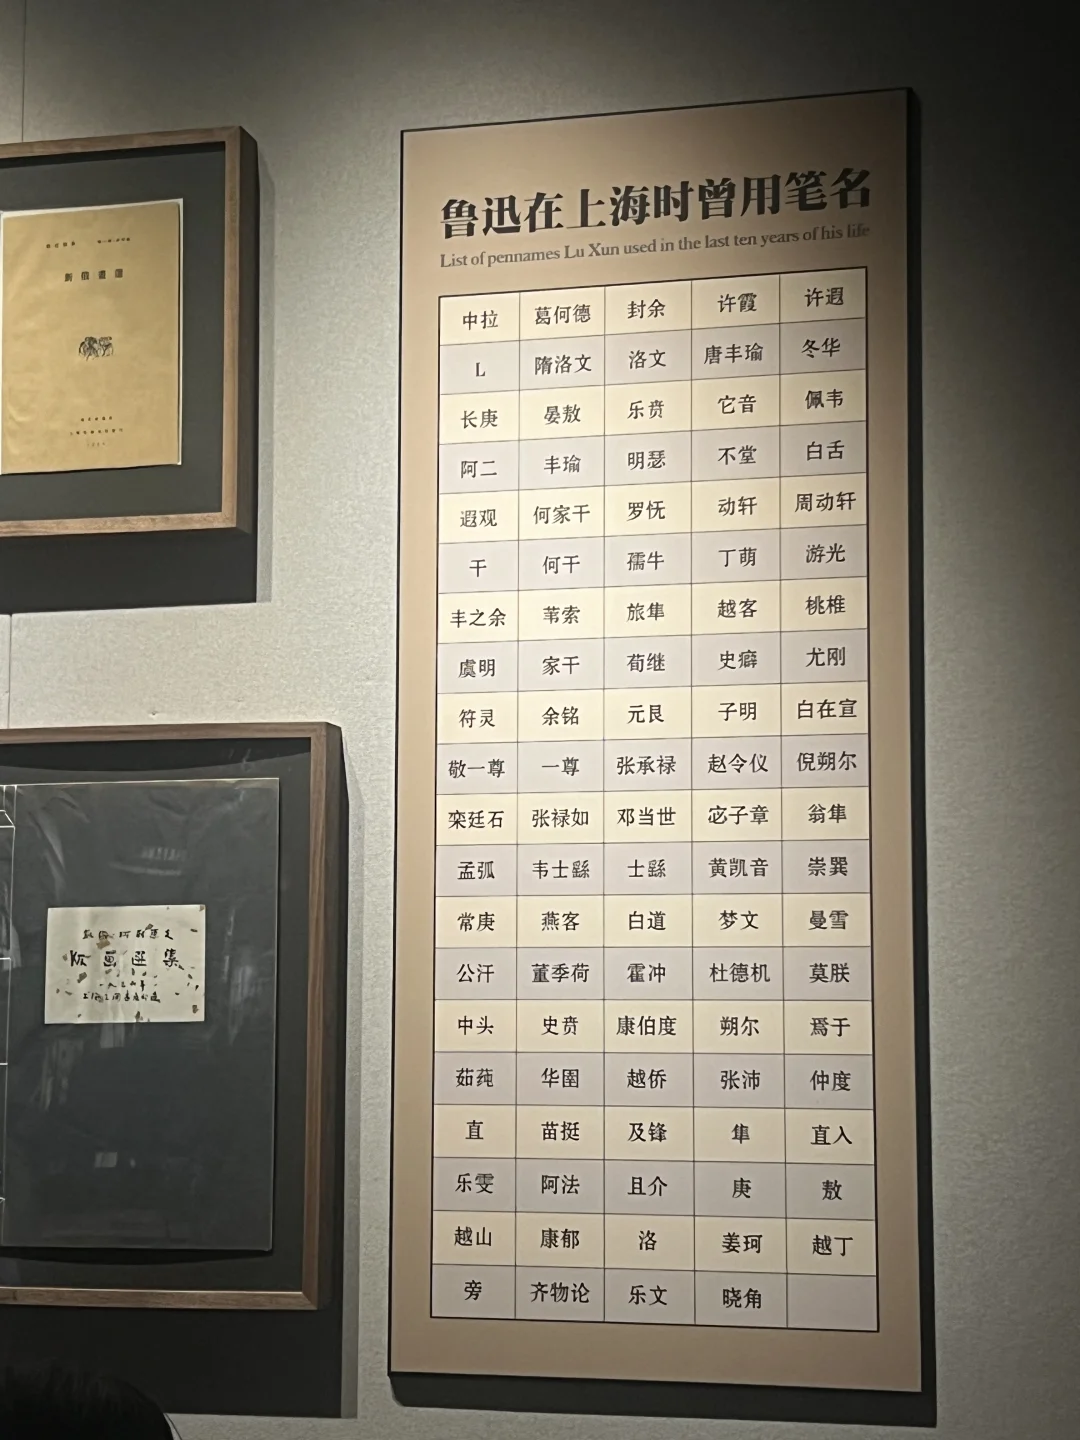 鲁迅在上海时曾用笔名
List of pennames Lu Xun used in the last ten years of his life
中拉 葛何德 封余 许霞 许遐
L 隋洛文 洛文 唐丰瑜 冬华
长庚 晏敖 乐贲 它音 佩韦
阿二 丰瑜 明瑟 不堂 白舌
遐观 何家干 罗怃 动轩 周动轩
干 何干 孺牛 丁萌 游光
丰之余 苇索 旅隼 越客 桃椎
虞明 家干 荀继 史癖 尤刚
符灵 余铭 元艮 子明 白在宣
敬一尊 一尊 张承禄 赵令仪 倪朔尔
栾廷石 张禄如 邓当世 宓子章 翁隼
孟弧 韦士繇 士繇 黄凯音 崇巽
常庚 燕客 白道 梦文 曼雪
公汗 董季荷 霍冲 杜德机 莫朕
中头 史贲 康伯度 朔尔 焉于
茹莼 华圉 越侨 张沛 仲度
直 苗挺 及锋 隼 直入
乐雯 阿法 且介 庚 敖
越山 康郁 洛 姜珂 越丁
旁 齐物论 乐文 晓角
版画选集